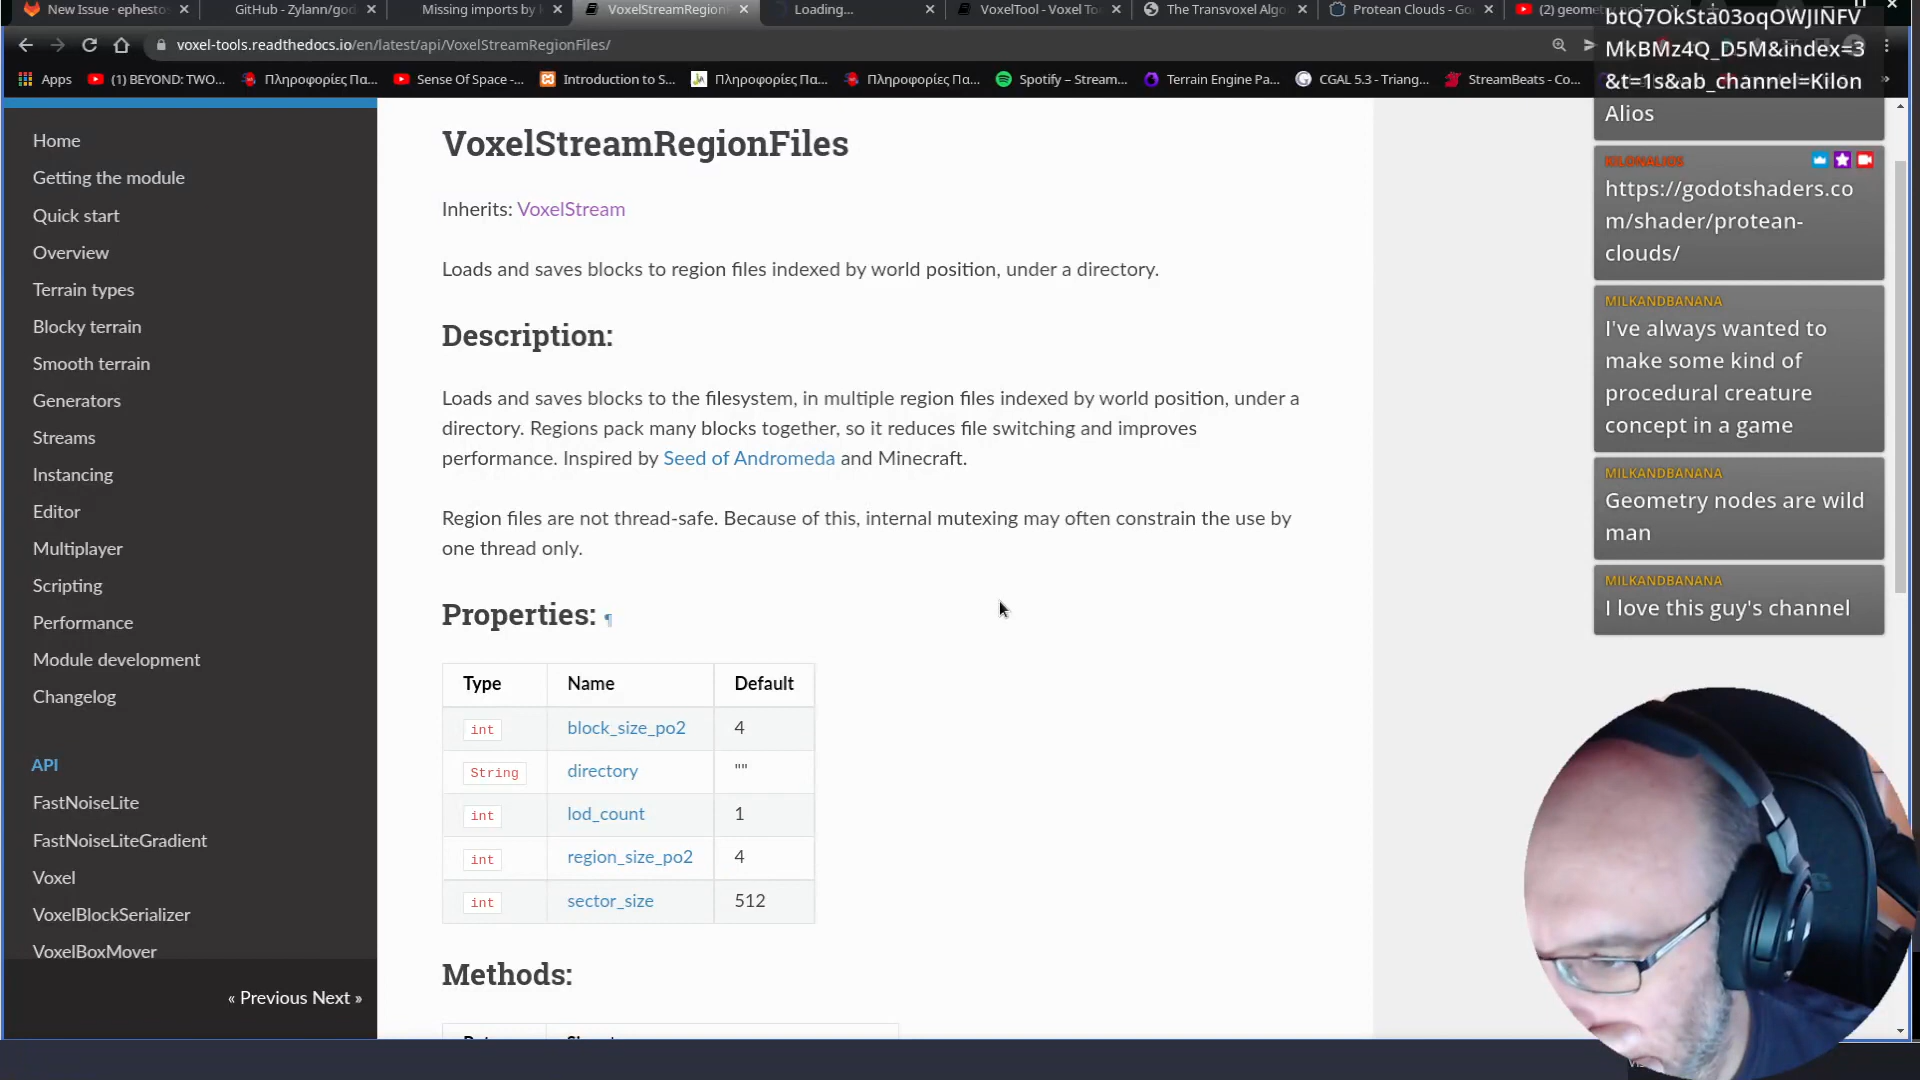 New Issue · ephestos
GitHub - Zylann/god
Missing imports by
VoxelStreamRegionFi
Loading...
VoxelTool - Voxel To
The Transvoxel Algo
Protean Clouds - Go
(2) geometry nod
voxel-tools.readthedocs.io/en/latest/api/VoxelStreamRegionFiles/
Apps
(1) BEYOND: TWO...
Πληροφορίες Πα...
Sense Of Space -...
Introduction to S...
Πληροφορίες Πα...
Πληροφορίες Πα...
Spotify – Stream...
Terrain Engine Pa...
CGAL 5.3 - Triang...
StreamBeats - Co...
»
Home
Getting the module
Quick start
Overview
Terrain types
Blocky terrain
Smooth terrain
Generators
Streams
Instancing
Editor
Multiplayer
Scripting
Performance
Module development
Changelog
API
FastNoiseLite
FastNoiseLiteGradient
Voxel
VoxelBlockSerializer
VoxelBoxMover
« Previous Next »
VoxelStreamRegionFiles
Inherits: VoxelStream
Loads and saves blocks to region files indexed by world position, under a directory.
Description:
Loads and saves blocks to the filesystem, in multiple region files indexed by world position, under a
directory. Regions pack many blocks together, so it reduces file switching and improves
performance. Inspired by Seed of Andromeda and Minecraft.
Region files are not thread-safe. Because of this, internal mutexing may often constrain the use by
one thread only.
Properties: ¶
Type Name Default
int block_size_po2 4
String directory ""
int lod_count 1
int region_size_po2 4
int sector_size 512
Methods:
btQ7OkSta03oqOWJINFV
MkBMz4Q_D5M&index=3
&t=1s&ab_channel=Kilon
Alios
KILONALIOS
https://godotshaders.co
m/shader/protean-
clouds/
MILKANDBANANA
I've always wanted to
make some kind of
procedural creature
concept in a game
MILKANDBANANA
Geometry nodes are wild
man
MILKANDBANANA
I love this guy's channel